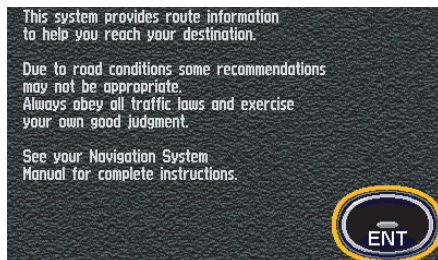 This system provides route information
to help you reach your destination.
Due to road conditions some recommendations
may not be appropriate.
Always obey all traffic laws and exercise
your own good judgment.
See your Navigation System
Manual for complete instructions.
ENT